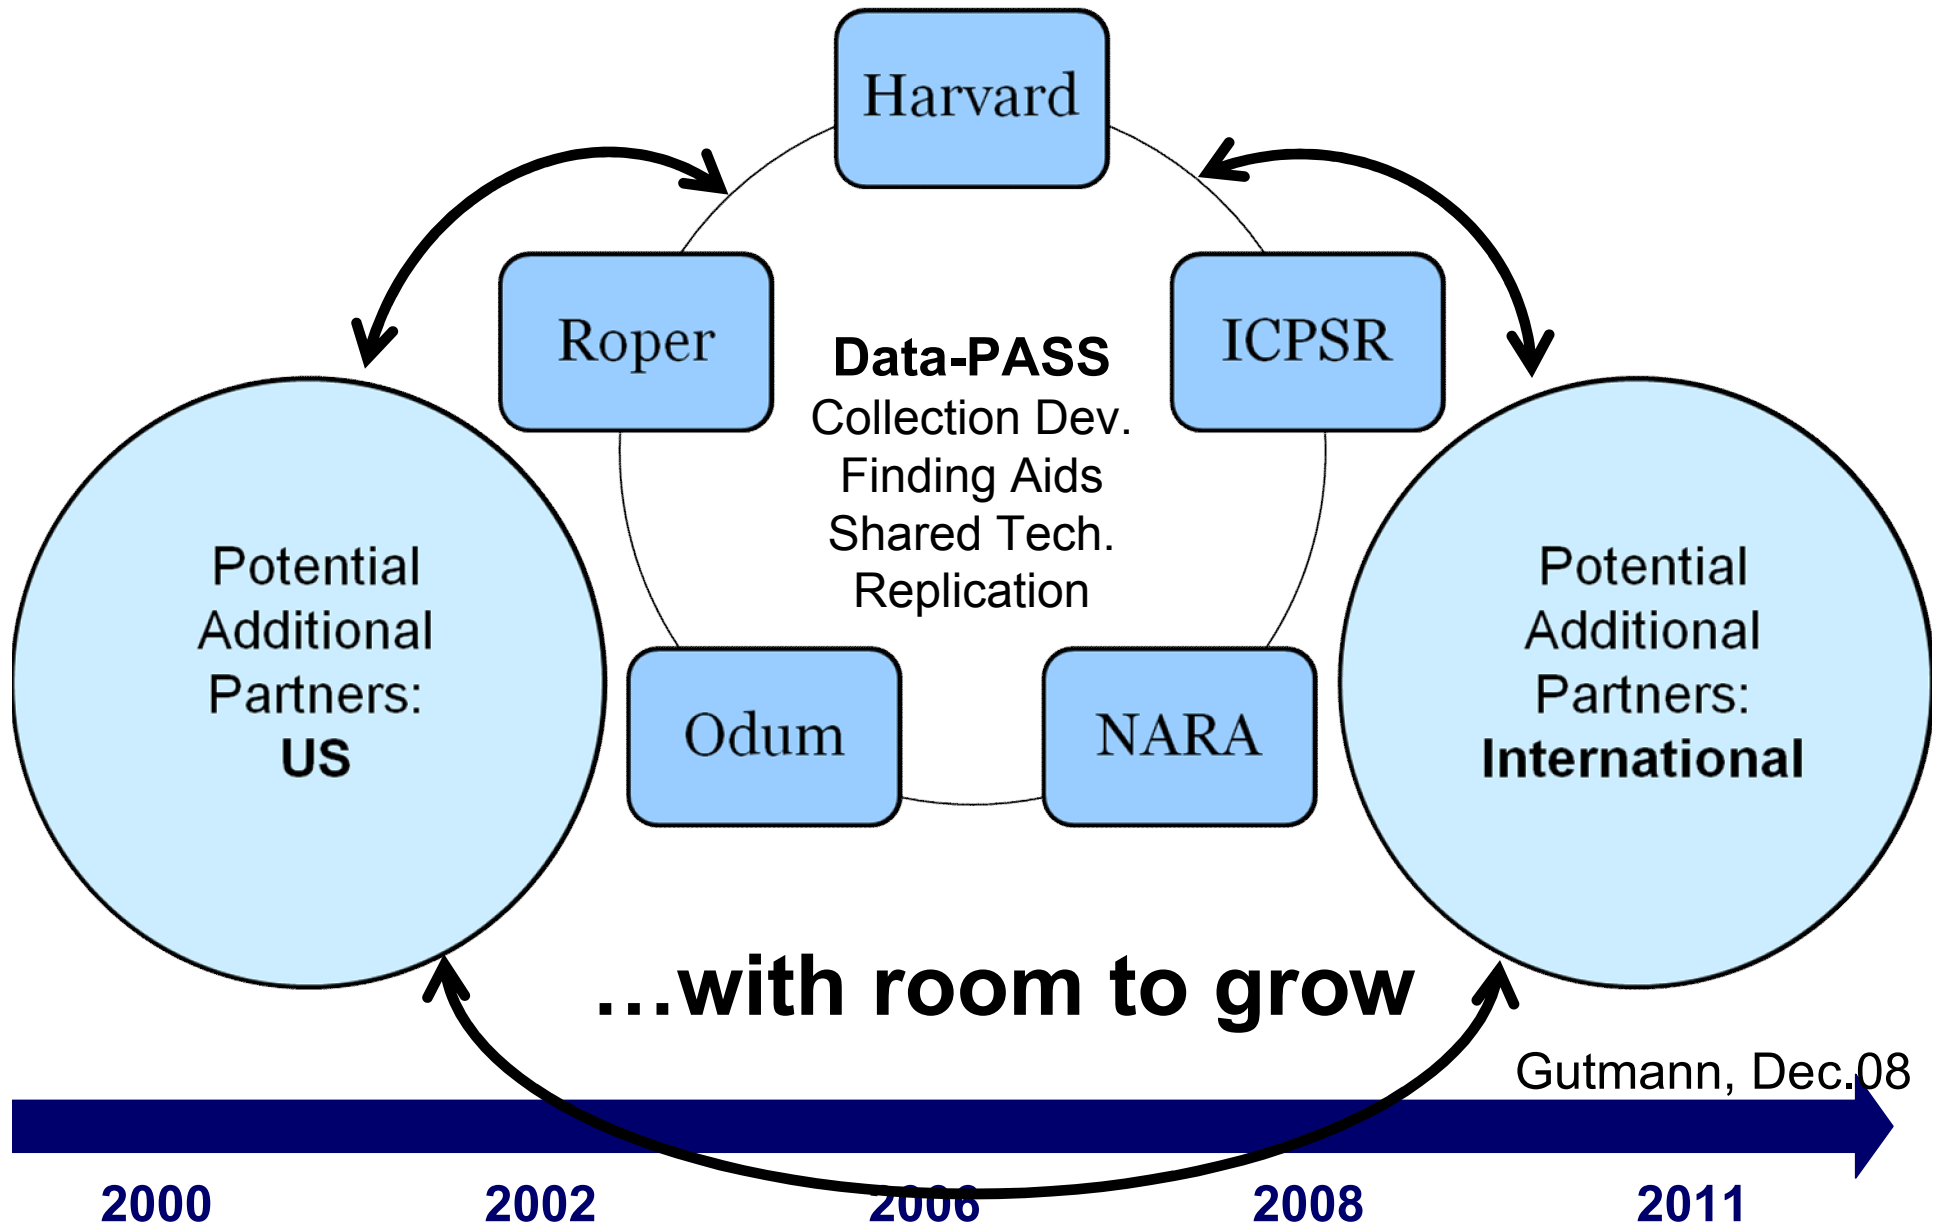 Harvard
Roper
ICPSR
Data-PASS
Collection Dev.
Finding Aids
Shared Tech.
Replication
Potential
Additional
Partners:
US
Potential
Additional
Partners:
International
Odum
NARA
...with room to grow
Gutmann, Dec.08
2000
2002
2006
2008
2011